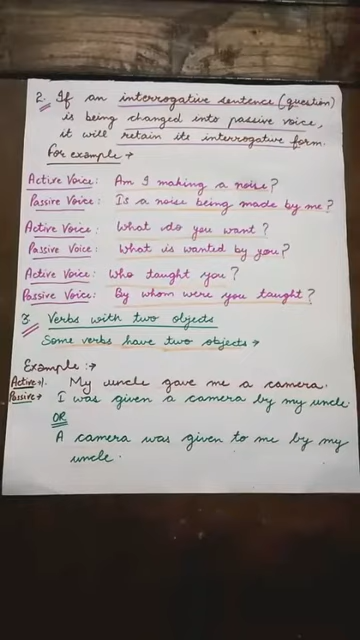 2. If an interrogative sentence (question)
is being changed into passive voice,
it will retain its interrogative form.
For example →
Active Voice: Am I making a noise?
Passive Voice: Is a noise being made by me?
Active Voice: What do you want?
Passive Voice: What is wanted by you?
Active Voice: Who taught you?
Passive Voice: By whom were you taught?
3. Verbs with two objects
Some verbs have two objects →
Example :→
Active → 1. My uncle gave me a camera.
Passive → I was given a camera by my uncle.
OR
A camera was given to me by my
uncle.